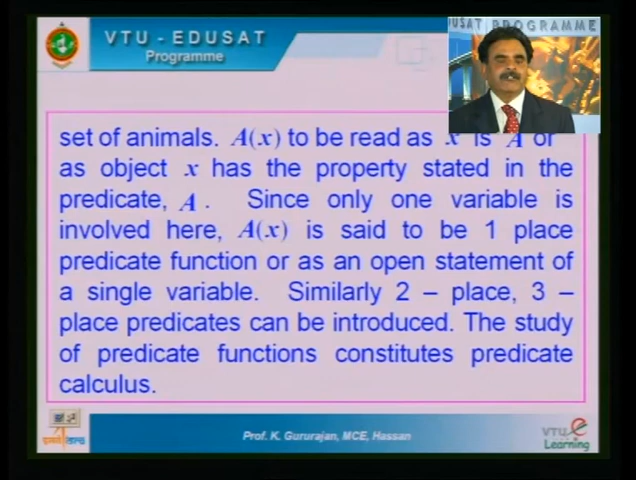 VTU - EDUSAT
Programme
DUSAT PROGRAMME
set of animals. A(x) to be read as x is A or
as object x has the property stated in the
predicate, A . Since only one variable is
involved here, A(x) is said to be 1 place
predicate function or as an open statement of
a single variable. Similarly 2 – place, 3 –
place predicates can be introduced. The study
of predicate functions constitutes predicate
calculus.
Prof. K. Gururajan, MCE, Hassan
VTU e
Learning